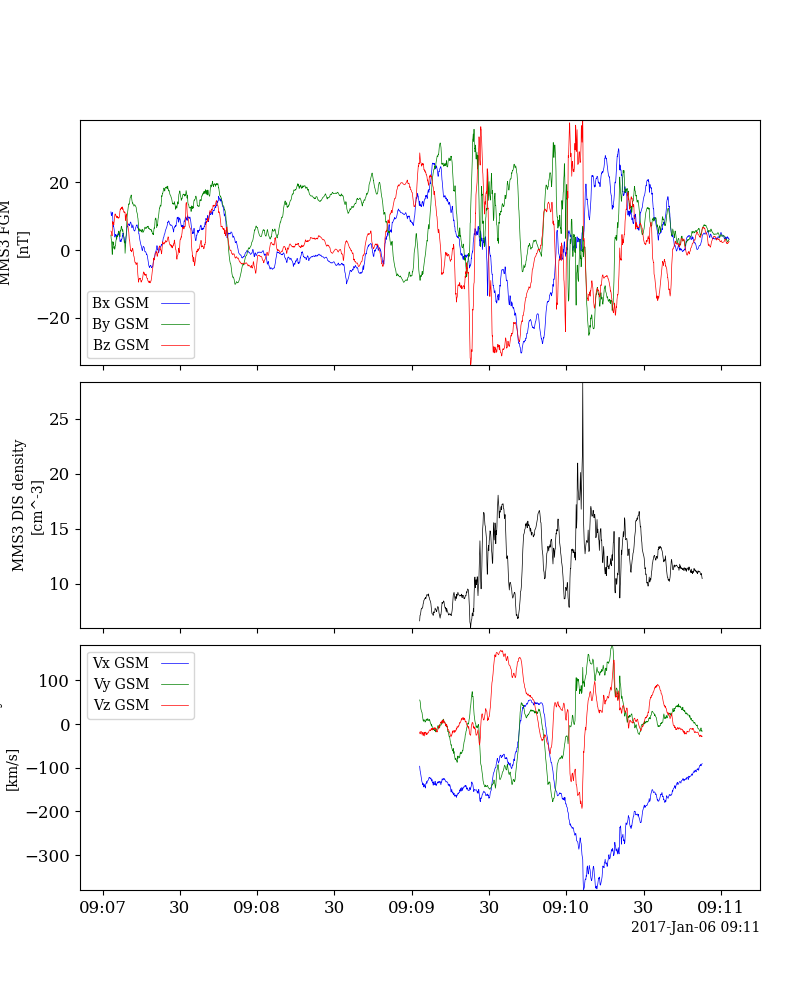 MMS3 FGM
[nT]
20
0
−20
Bx GSM
By GSM
Bz GSM
MMS3 DIS density
[cm^-3]
25
20
15
10
[km/s]
100
0
−100
−200
−300
Vx GSM
Vy GSM
Vz GSM
09:07 30 09:08 30 09:09 30 09:10 30 09:11
2017-Jan-06 09:11